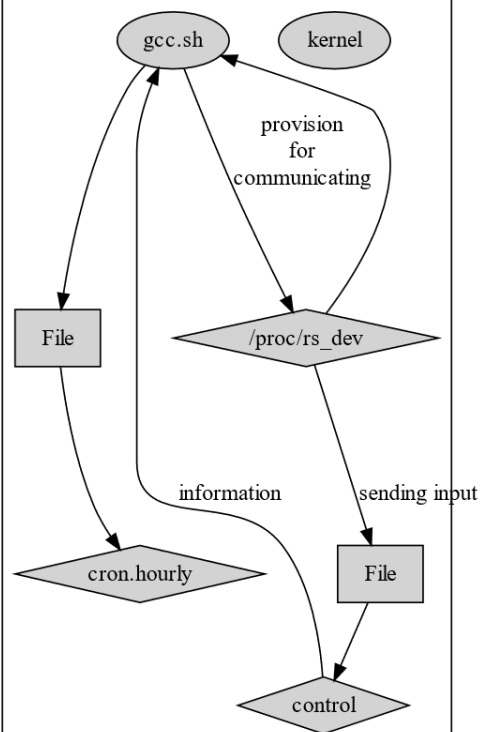 gcc.sh
kernel
provision
for
communicating
File
/proc/rs_dev
information
sending input
cron.hourly
File
control